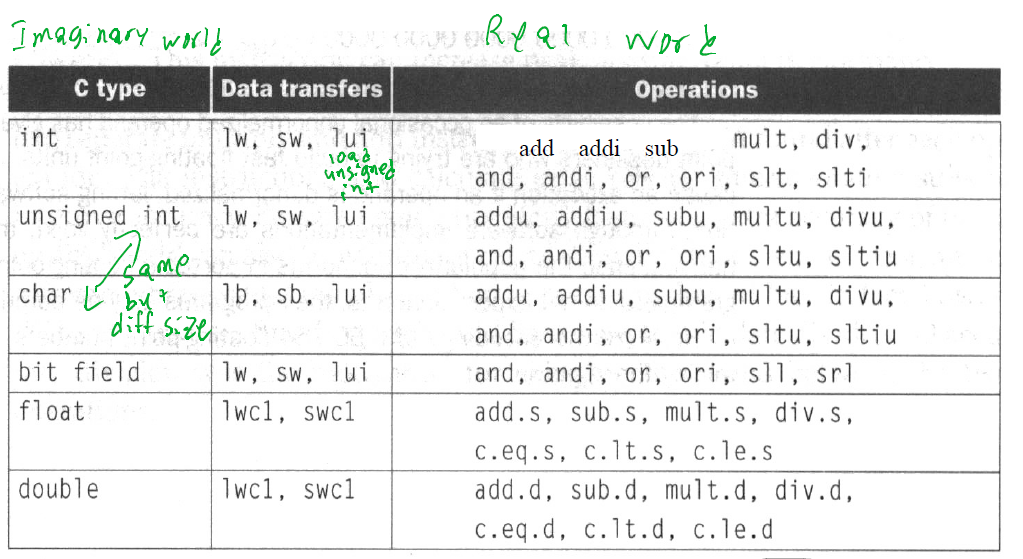 Imaginary world Real World
C type Data transfers Operations
int lw, sw, lui add addi sub mult, div,
load
unsigned
int
and, andi, or, ori, slt, slti
unsigned int lw, sw, lui addu, addiu, subu, multu, divu,
and, andi, or, ori, sltu, sltiu
same
but
diff size
char lb, sb, lui addu, addiu, subu, multu, divu,
and, andi, or, ori, sltu, sltiu
bit field lw, sw, lui and, andi, or, ori, sll, srl
float lwc1, swc1 add.s, sub.s, mult.s, div.s,
c.eq.s, c.lt.s, c.le.s
double lwc1, swc1 add.d, sub.d, mult.d, div.d,
c.eq.d, c.lt.d, c.le.d